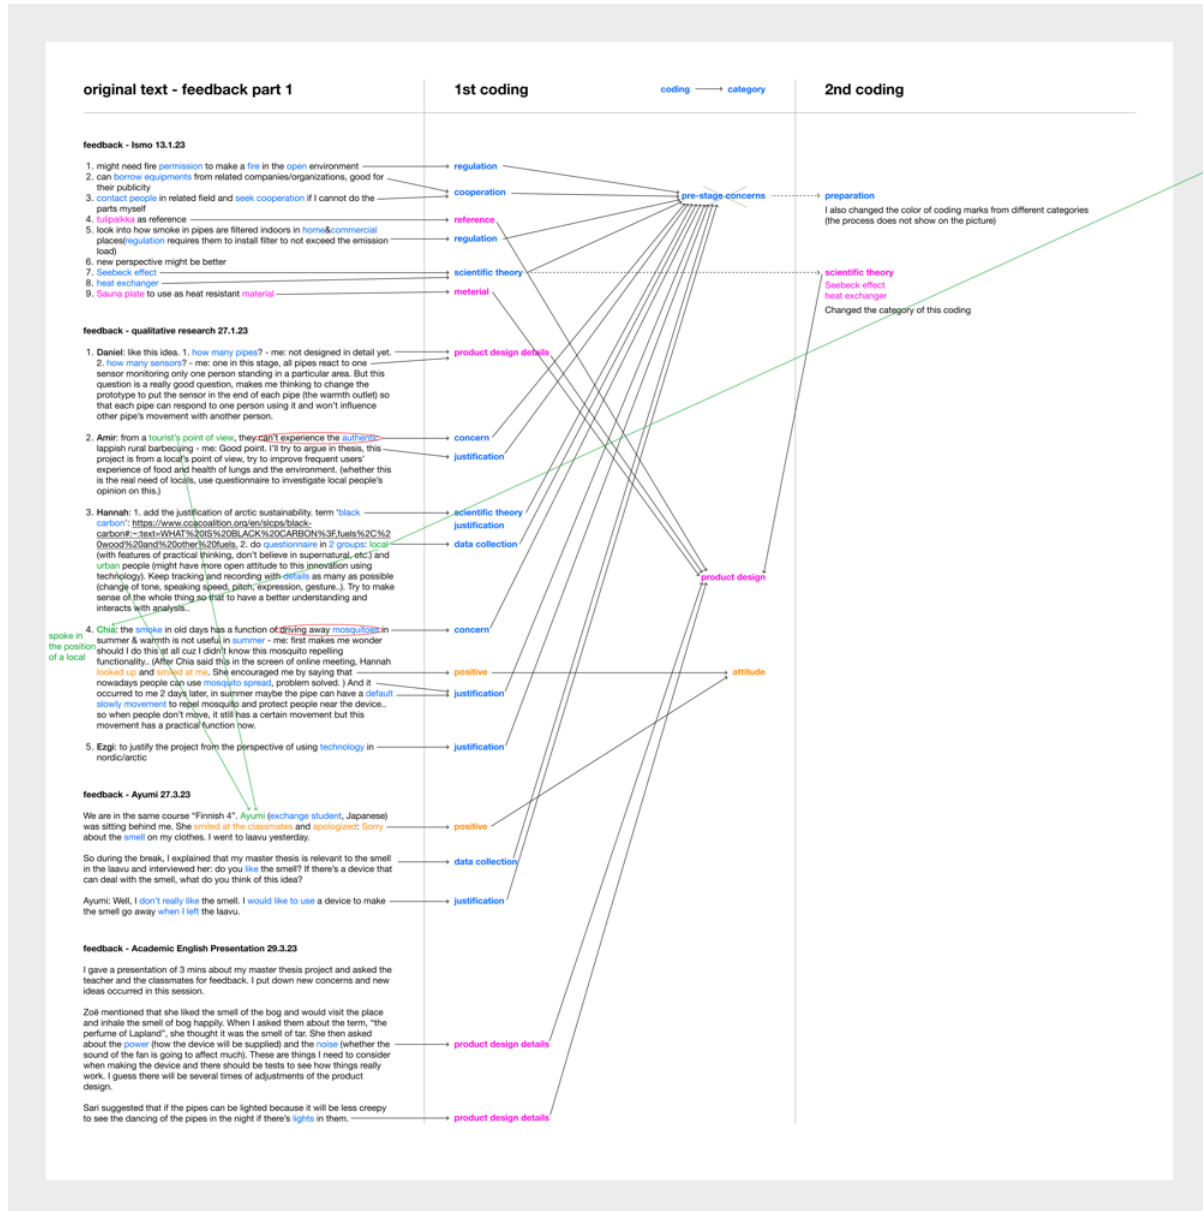 original text - feedback part 1
1st coding
coding
category
2nd coding
feedback - Ismo 13.1.23
1. might need fire permission to make a fire in the open environment
2. can borrow equipments from related companies/organizations, good for
their publicity
3. contact people in related field and seek cooperation if I cannot do the
parts myself
4. tulipaikka as reference
5. look into how smoke in pipes are filtered indoors in home&commercial
places(regulation requires them to install filter to not exceed the emission
load)
6. new perspective might be better
7. Seebeck effect
8. heat exchanger
9. Sauna plate to use as heat resistant material
regulation
cooperation
reference
regulation
scientific theory
meterial
pre-stage concerns
preparation
I also changed the color of coding marks from different categories
(the process does not show on the picture)
scientific theory
Seebeck effect
heat exchanger
Changed the category of this coding
feedback - qualitative research 27.1.23
1. Daniel: like this idea. 1. how many pipes? - me: not designed in detail yet.
2. how many sensors? - me: one in this stage, all pipes react to one
sensor monitoring only one person standing in a particular area. But this
question is a really good question, makes me thinking to change the
prototype to put the sensor in the end of each pipe (the warmth outlet) so
that each pipe can respond to one person using it and won't influence
other pipe's movement with another person.
product design details
2. Amir: from a tourist's point of view, they can't experience the authentic
lappish rural barbecuing - me: Good point. I'll try to argue in thesis, this
project is from a local's point of view, try to improve frequent users'
experience of food and health of lungs and the environment. (whether this
is the real need of locals, use questionnaire to investigate local people's
opinion on this.)
concern
justification
3. Hannah: 1. add the justification of arctic sustainability. term 'black
carbon': https://www.ccacoalition.org/en/slcps/black-
carbon#:~:text=WHAT%20IS%20BLACK%20CARBON%3F,fuels%2C%2
0wood%20and%20other%20fuels. 2. do questionnaire in 2 groups: local
(with features of practical thinking, don't believe in supernatural, etc.) and
urban people (might have more open attitude to this innovation using
technology). Keep tracking and recording with details as many as possible
(change of tone, speaking speed, pitch, expression, gesture..). Try to make
sense of the whole thing so that to have a better understanding and
interacts with analysis..
scientific theory
justification
data collection
product design
4. Chia: the smoke in old days has a function of driving away mosquitoes in
summer & warmth is not useful in summer - me: first makes me wonder
should I do this at all cuz I didn't know this mosquito repelling
functionality.. (After Chia said this in the screen of online meeting, Hannah
looked up and smiled at me. She encouraged me by saying that
nowadays people can use mosquito spread, problem solved. ) And it
occurred to me 2 days later, in summer maybe the pipe can have a default
slowly movement to repel mosquito and protect people near the device..
so when people don't move, it still has a certain movement but this
movement has a practical function now.
spoke in
the position
of a local
concern
positive
justification
attitude
5. Ezgi: to justify the project from the perspective of using technology in
nordic/arctic
justification
feedback - Ayumi 27.3.23
We are in the same course "Finnish 4". Ayumi (exchange student, Japanese)
was sitting behind me. She smiled at the classmates and apologized: Sorry
about the smell on my clothes. I went to laavu yesterday.
positive
So during the break, I explained that my master thesis is relevant to the smell
in the laavu and interviewed her: do you like the smell? If there's a device that
can deal with the smell, what do you think of this idea?
data collection
Ayumi: Well, I don't really like the smell. I would like to use a device to make
the smell go away when I left the laavu.
justification
feedback - Academic English Presentation 29.3.23
I gave a presentation of 3 mins about my master thesis project and asked the
teacher and the classmates for feedback. I put down new concerns and new
ideas occurred in this session.
Zoë mentioned that she liked the smell of the bog and would visit the place
and inhale the smell of bog happily. When I asked them about the term, "the
perfume of Lapland", she thought it was the smell of tar. She then asked
about the power (how the device will be supplied) and the noise (whether the
sound of the fan is going to affect much). These are things I need to consider
when making the device and there should be tests to see how things really
work. I guess there will be several times of adjustments of the product
design.
product design details
Sari suggested that if the pipes can be lighted because it will be less creepy
to see the dancing of the pipes in the night if there's lights in them.
product design details